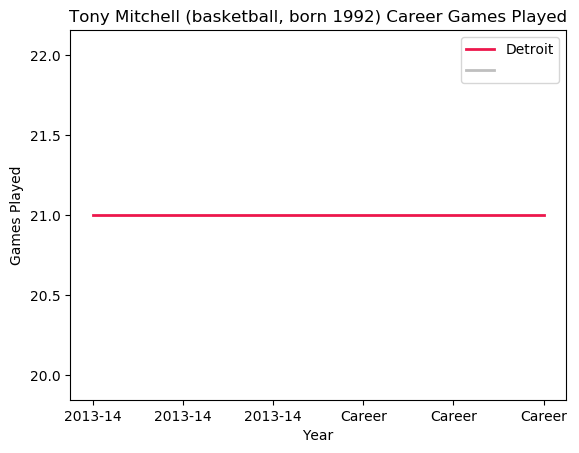 Tony Mitchell (basketball, born 1992) Career Games Played
Detroit
22.0
21.5
21.0
20.5
20.0
Games Played
2013-14 2013-14 2013-14 Career Career Career
Year